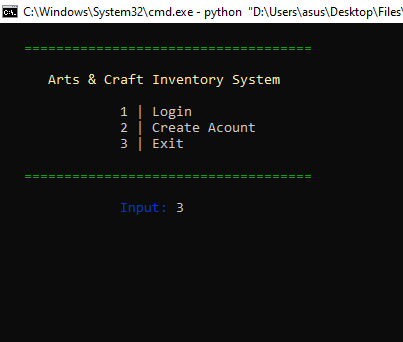 C:\Windows\System32\cmd.exe - python "D:\Users\asus\Desktop\Files\
====================================
Arts & Craft Inventory System
1 | Login
2 | Create Acount
3 | Exit
====================================
Input: 3